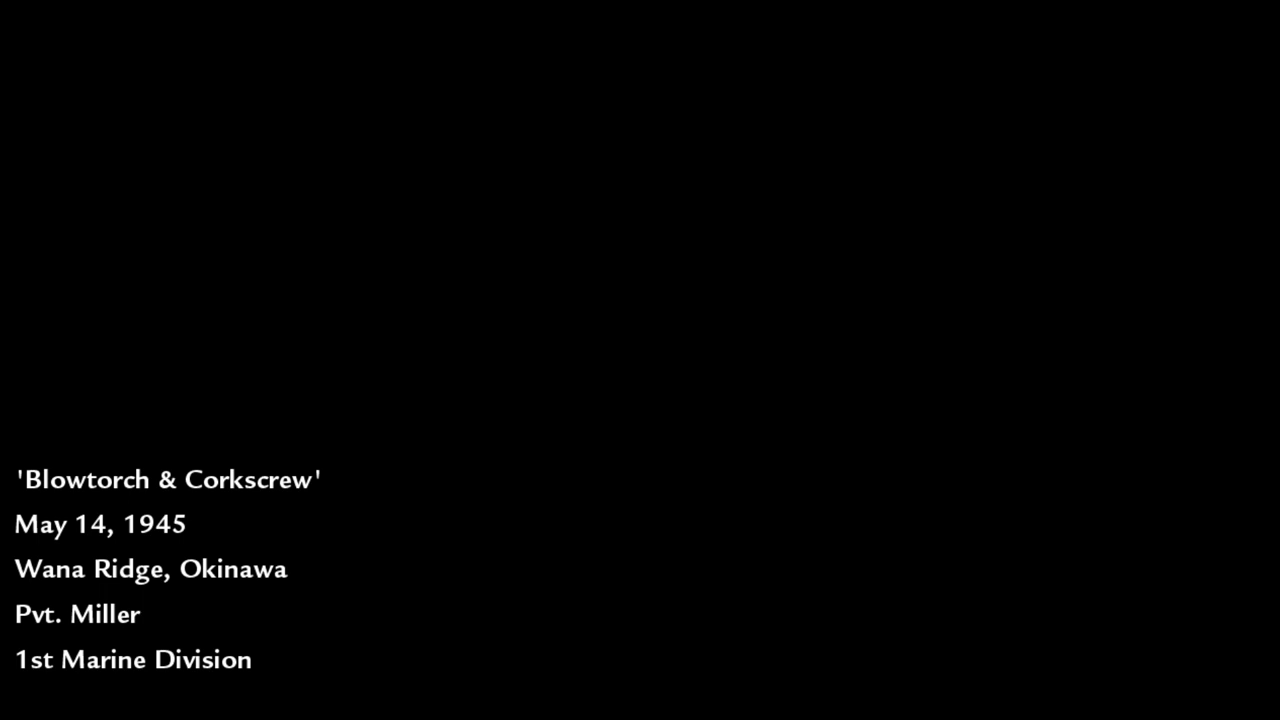 'Blowtorch & Corkscrew'
May 14, 1945
Wana Ridge, Okinawa
Pvt. Miller
1st Marine Division